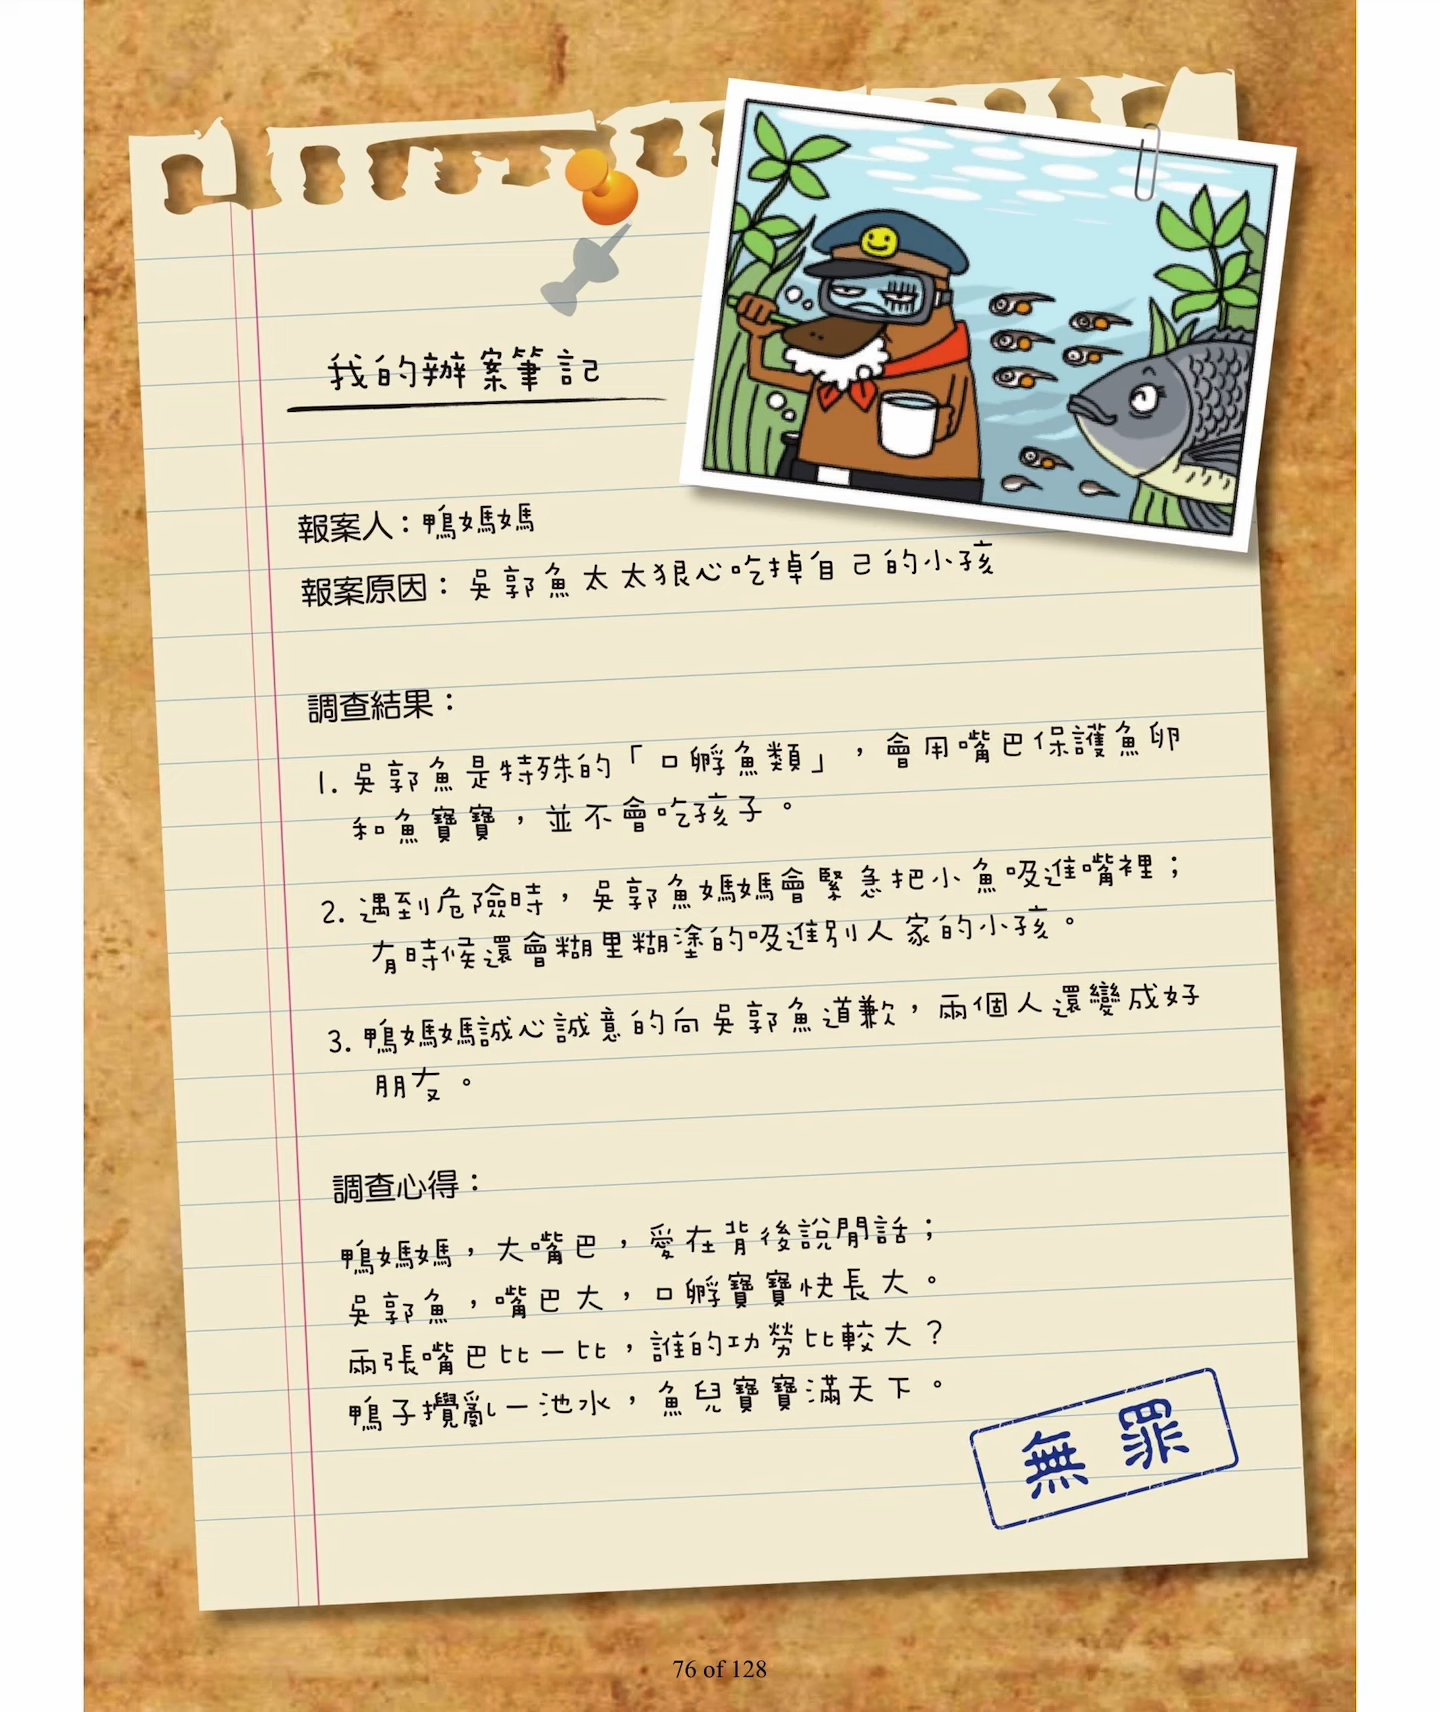 我的辦案筆記
報案人：鴨媽媽
報案原因：吳郭魚太太狠心吃掉自己的小孩
調查結果：
1. 吳郭魚是特殊的「口孵魚類」，會用嘴巴保護魚卵
和魚寶寶，並不會吃孩子。
2. 遇到危險時，吳郭魚媽媽會緊急把小魚吸進嘴裡；
有時候還會糊里糊塗的吸進別人家的小孩。
3. 鴨媽媽誠心誠意的向吳郭魚道歉，兩個人還變成好
朋友。
調查心得：
鴨媽媽，大嘴巴，愛在背後說閒話；
吳郭魚，嘴巴大，口孵寶寶快長大。
兩張嘴巴比一比，誰的功勞比較大？
鴨子攪亂一池水，魚兒寶寶滿天下。
無罪
76 of 128